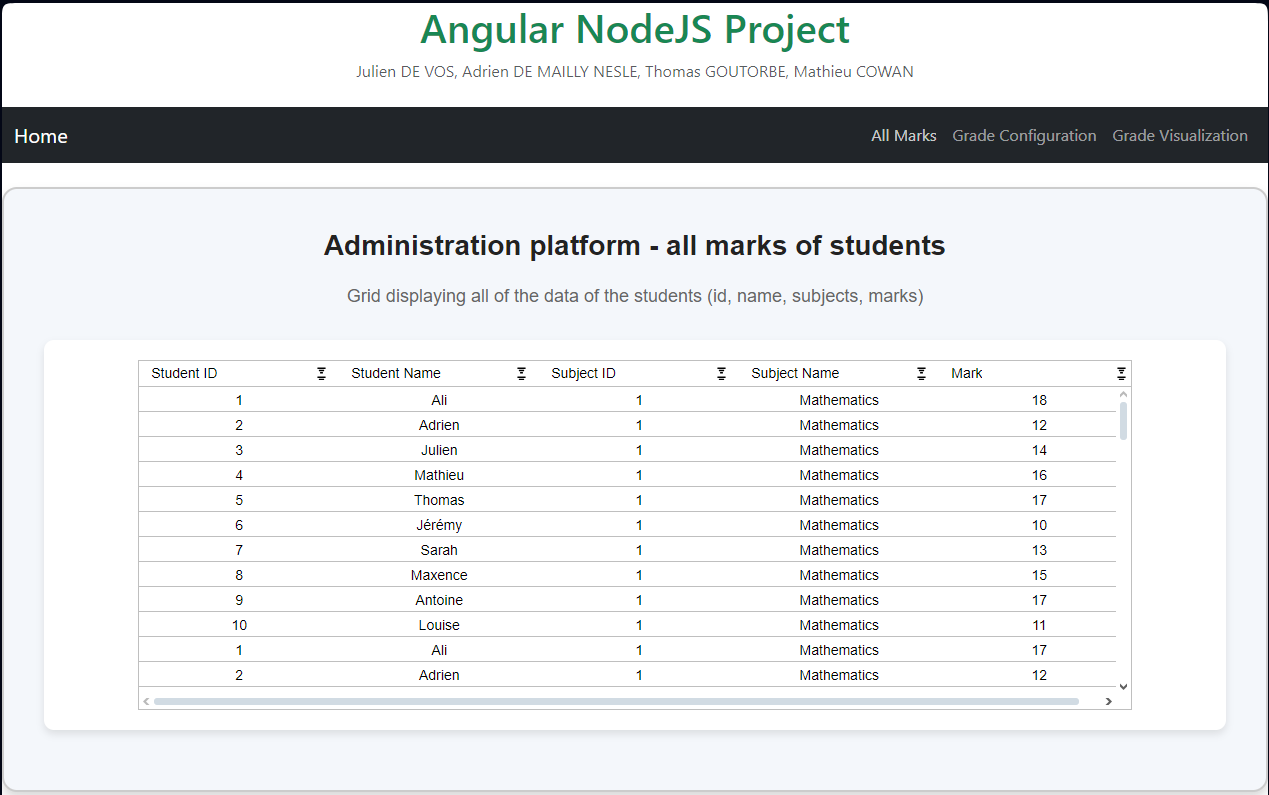 Angular NodeJS Project
Julien DE VOS, Adrien DE MAILLY NESLE, Thomas GOUTORBE, Mathieu COWAN
Home All Marks Grade Configuration Grade Visualization
Administration platform - all marks of students
Grid displaying all of the data of the students (id, name, subjects, marks)
Student ID Student Name Subject ID Subject Name Mark
1 Ali 1 Mathematics 18
2 Adrien 1 Mathematics 12
3 Julien 1 Mathematics 14
4 Mathieu 1 Mathematics 16
5 Thomas 1 Mathematics 17
6 Jérémy 1 Mathematics 10
7 Sarah 1 Mathematics 13
8 Maxence 1 Mathematics 15
9 Antoine 1 Mathematics 17
10 Louise 1 Mathematics 11
1 Ali 1 Mathematics 17
2 Adrien 1 Mathematics 12